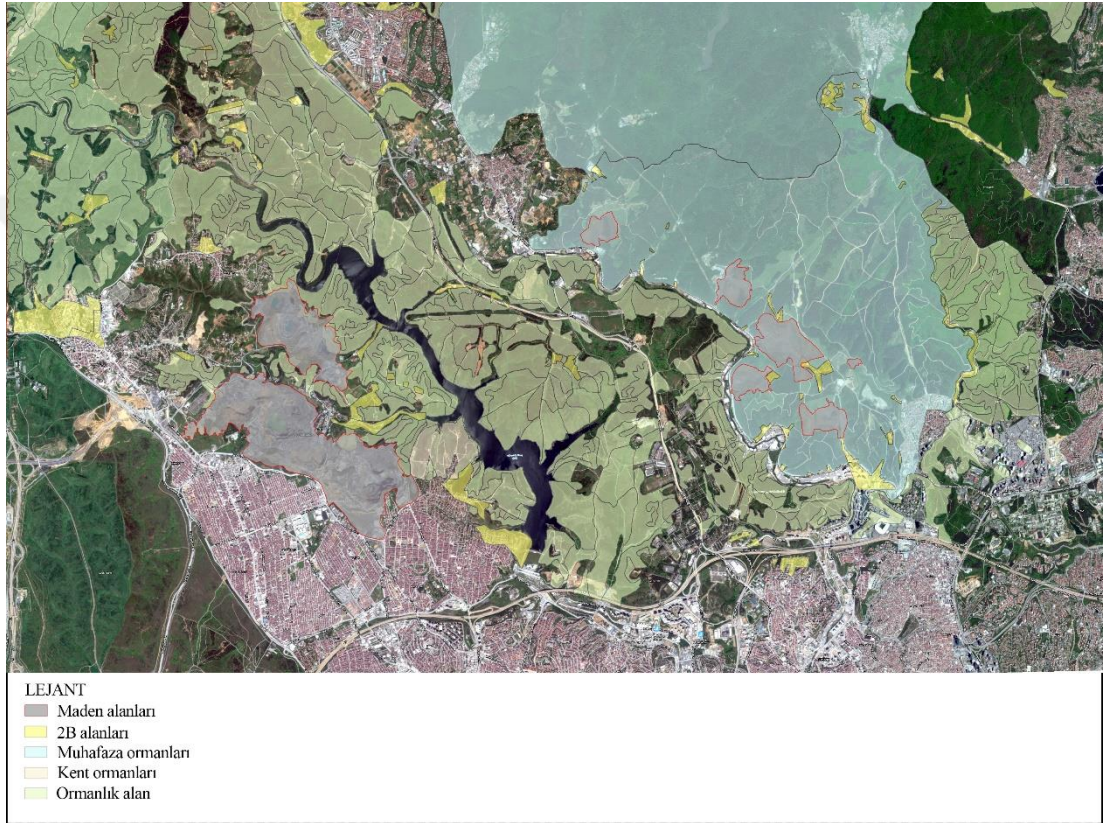 LEJANT
Maden alanları
2B alanları
Muhafaza ormanları
Kent ormanları
Ormanlık alan